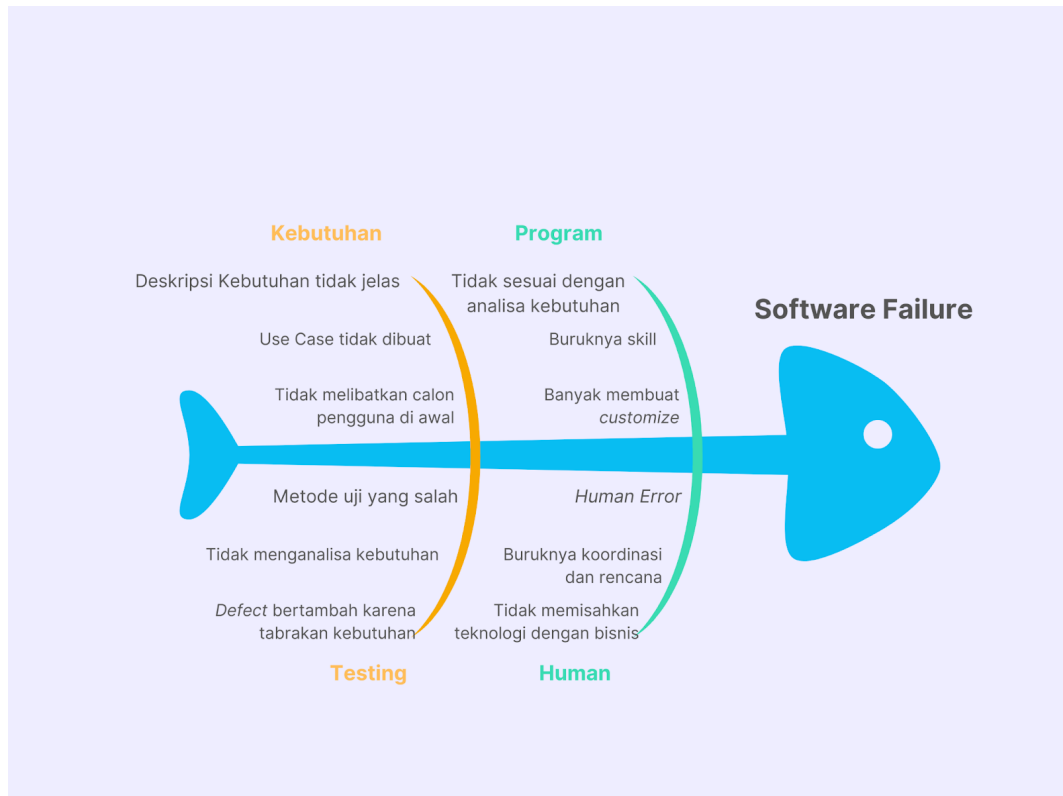 Kebutuhan
Deskripsi Kebutuhan tidak jelas
Use Case tidak dibuat
Tidak melibatkan calon
pengguna di awal
Program
Tidak sesuai dengan
analisa kebutuhan
Buruknya skill
Banyak membuat
customize
Software Failure
Metode uji yang salah
Tidak menganalisa kebutuhan
Defect bertambah karena
tabrakan kebutuhan
Testing
Human Error
Buruknya koordinasi
dan rencana
Tidak memisahkan
teknologi dengan bisnis
Human